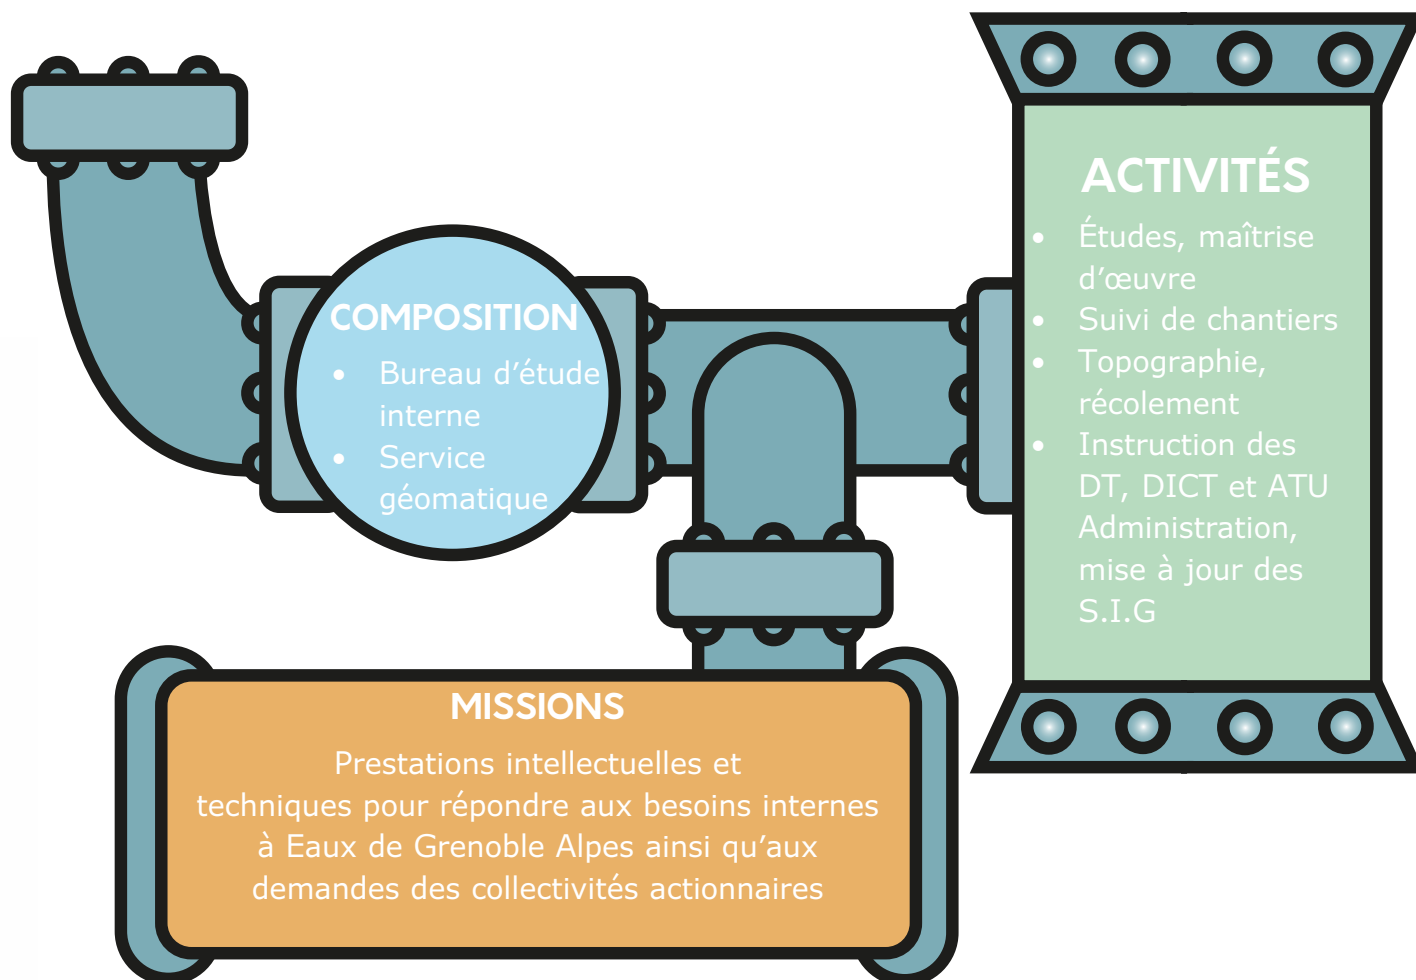 COMPOSITION
• Bureau d'étude
interne
• Service
géomatique
ACTIVITÉS
• Études, maîtrise
d'œuvre
• Suivi de chantiers
• Topographie,
récolement
• Instruction des
DT, DICT et ATU
Administration,
mise à jour des
S.I.G
MISSIONS
Prestations intellectuelles et
techniques pour répondre aux besoins internes
à Eaux de Grenoble Alpes ainsi qu'aux
demandes des collectivités actionnaires